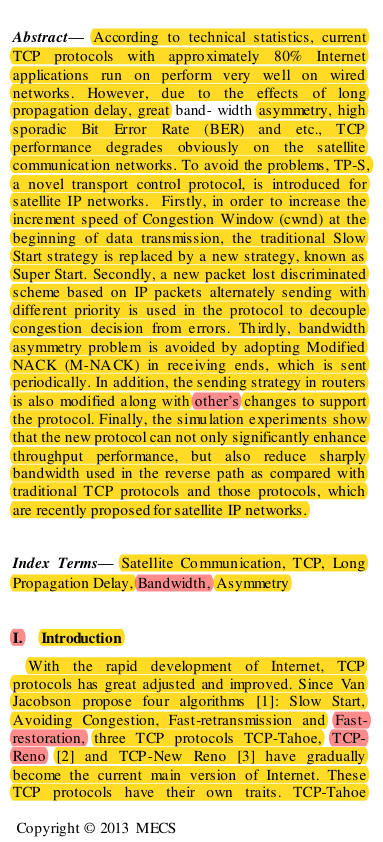 Abstract— According to technical statistics, current
TCP protocols with approximately 80% Internet
applications run on perform very well on wired
networks. However, due to the effects of long
propagation delay, great band- width asymmetry, high
sporadic Bit Error Rate (BER) and etc., TCP
performance degrades obviously on the satellite
communication networks. To avoid the problems, TP-S,
a novel transport control protocol, is introduced for
satellite IP networks. Firstly, in order to increase the
increment speed of Congestion Window (cwnd) at the
beginning of data transmission, the traditional Slow
Start strategy is replaced by a new strategy, known as
Super Start. Secondly, a new packet lost discriminated
scheme based on IP packets alternately sending with
different priority is used in the protocol to decouple
congestion decision from errors. Thirdly, bandwidth
asymmetry problem is avoided by adopting Modified
NACK (M-NACK) in receiving ends, which is sent
periodically. In addition, the sending strategy in routers
is also modified along with other's changes to support
the protocol. Finally, the simulation experiments show
that the new protocol can not only significantly enhance
throughput performance, but also reduce sharply
bandwidth used in the reverse path as compared with
traditional TCP protocols and those protocols, which
are recently proposed for satellite IP networks.
Index Terms— Satellite Communication, TCP, Long
Propagation Delay, Bandwidth, Asymmetry
I. Introduction
With the rapid development of Internet, TCP
protocols has great adjusted and improved. Since Van
Jacobson propose four algorithms [1]: Slow Start,
Avoiding Congestion, Fast-retransmission and Fast-
restoration, three TCP protocols TCP-Tahoe, TCP-
Reno [2] and TCP-New Reno [3] have gradually
become the current main version of Internet. These
TCP protocols have their own traits. TCP-Tahoe
Copyright © 2013 MECS